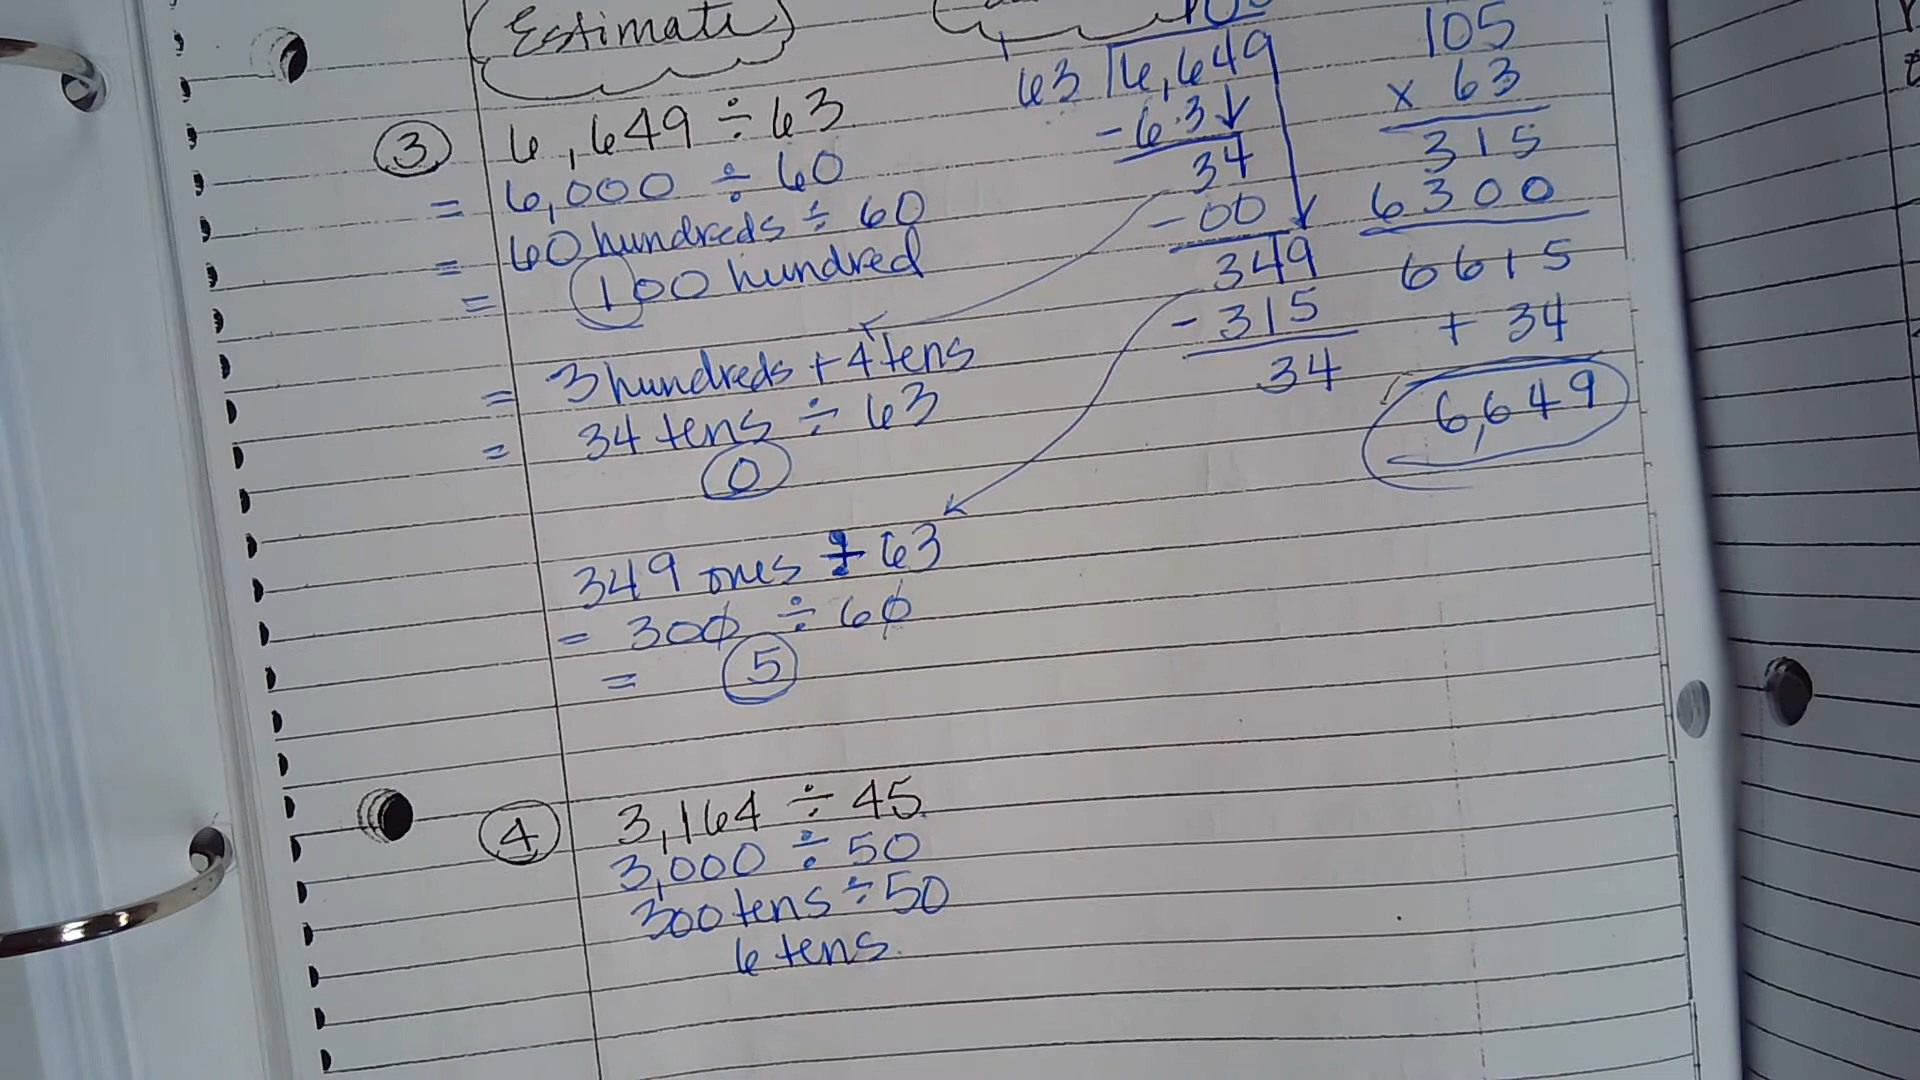 Estimate
③ 6,649 ÷ 63
= 6,000 ÷ 60
= 60 hundreds ÷ 60
= 100 hundred
= 3 hundreds + 4 tens
= 34 tens ÷ 63
0
349 ones ÷ 63
= 300 ÷ 60
= 5
63 6,649
- 63
34
- 00
349
- 315
34
105
x 63
315
6300
6615
+ 34
6,649
④ 3,164 ÷ 45
3,000 ÷ 50
300 tens ÷ 50
6 tens.